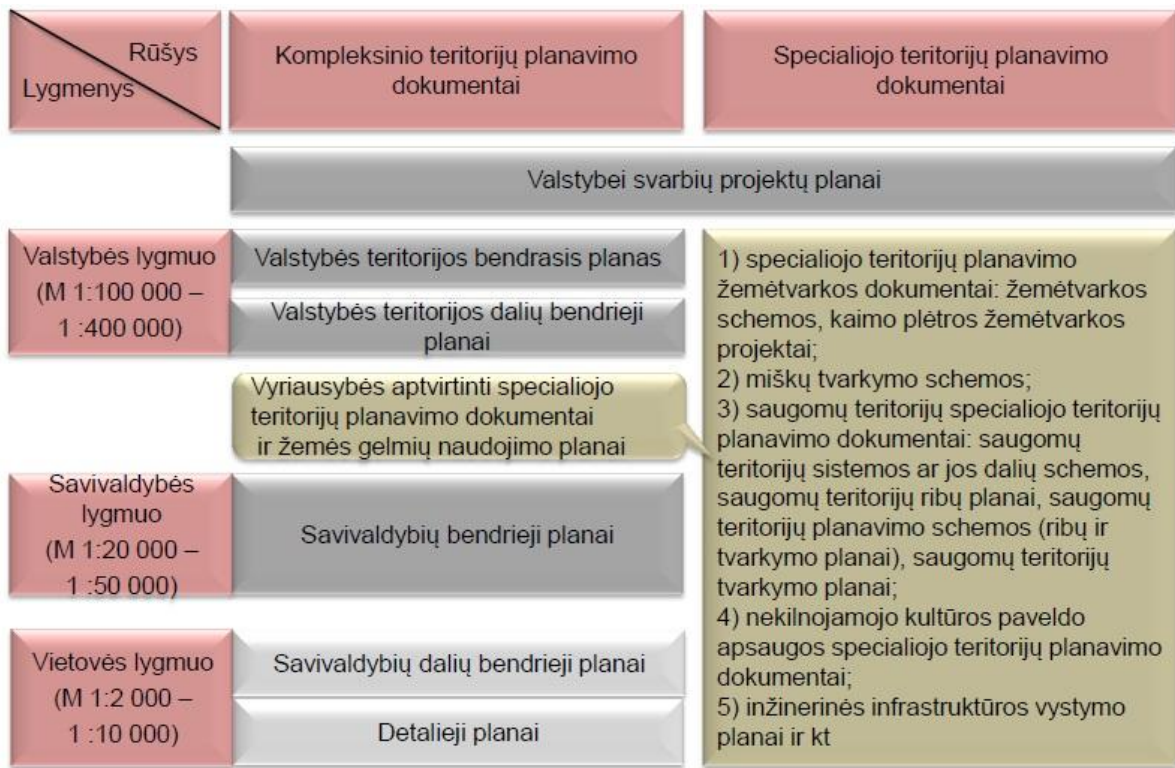 Rūšys
Lygmenys
Kompleksinio teritorijų planavimo
dokumentai
Specialiojo teritorijų planavimo
dokumentai
Valstybei svarbių projektų planai
Valstybės lygmuo
(M 1:100 000 –
1 :400 000)
Valstybės teritorijos bendrasis planas
Valstybės teritorijos dalių bendrieji
planai
Vyriausybės aptvirtinti specialiojo
teritorijų planavimo dokumentai
ir žemės gelmių naudojimo planai
Savivaldybės
lygmuo
(M 1:20 000 –
1 :50 000)
Savivaldybių bendrieji planai
Vietovės lygmuo
(M 1:2 000 –
1 :10 000)
Savivaldybių dalių bendrieji planai
Detalieji planai
1) specialiojo teritorijų planavimo
žemėtvarkos dokumentai: žemėtvarkos
schemos, kaimo plėtros žemėtvarkos
projektai;
2) miškų tvarkymo schemos;
3) saugomų teritorijų specialiojo teritorijų
planavimo dokumentai: saugomų
teritorijų sistemos ar jos dalių schemos,
saugomų teritorijų ribų planai, saugomų
teritorijų planavimo schemos (ribų ir
tvarkymo planai), saugomų teritorijų
tvarkymo planai;
4) nekilnojamojo kultūros paveldo
apsaugos specialiojo teritorijų planavimo
dokumentai;
5) inžinerinės infrastruktūros vystymo
planai ir kt